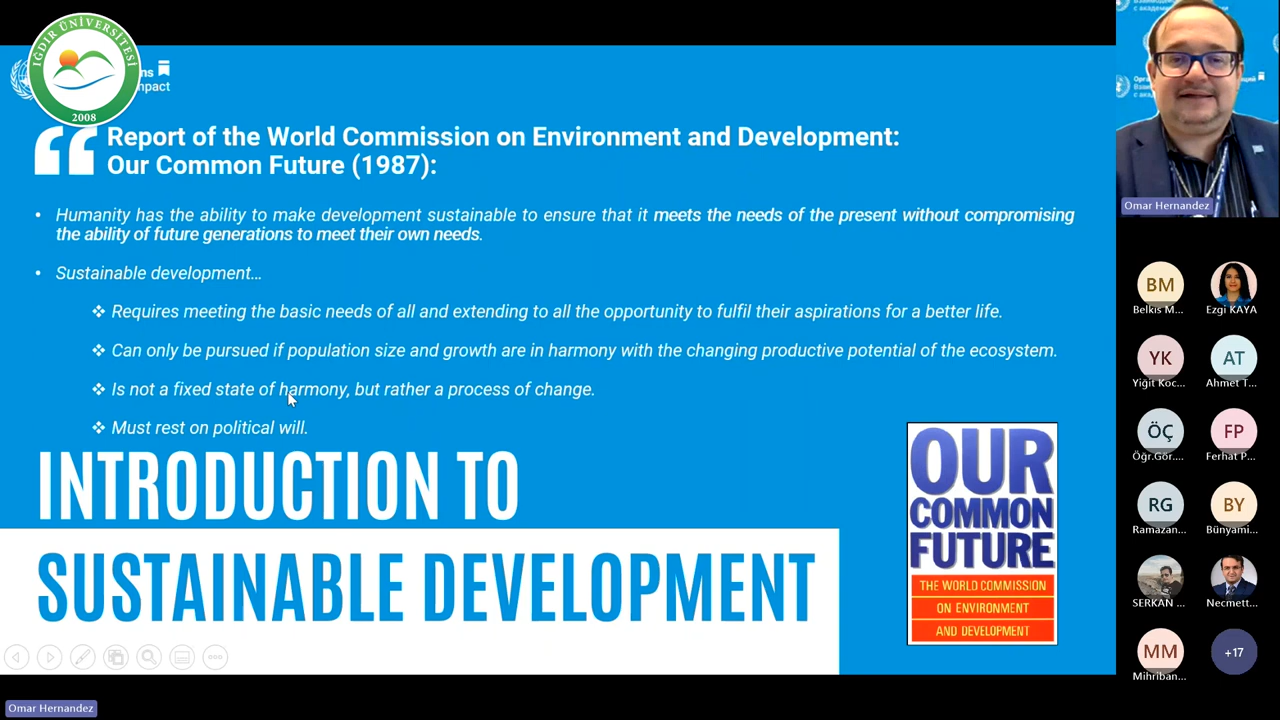 IĞDIR ÜNİVERSİTESİ
2008
Report of the World Commission on Environment and Development:
Our Common Future (1987):
• Humanity has the ability to make development sustainable to ensure that it meets the needs of the present without compromising
the ability of future generations to meet their own needs.
• Sustainable development…
❖ Requires meeting the basic needs of all and extending to all the opportunity to fulfil their aspirations for a better life.
❖ Can only be pursued if population size and growth are in harmony with the changing productive potential of the ecosystem.
❖ Is not a fixed state of harmony, but rather a process of change.
❖ Must rest on political will.
INTRODUCTION TO
SUSTAINABLE DEVELOPMENT
OUR
COMMON
FUTURE
THE WORLD COMMISSION
ON ENVIRONMENT
AND DEVELOPMENT
Omar Hernandez
Omar Hernandez
BM
Belkıs M...
Ezgi KAYA
YK
Yiğit Koc...
AT
Ahmet T...
ÖÇ
Öğr.Gör....
FP
Ferhat P...
RG
Ramazan...
BY
Bünyami...
SERKAN ...
Necmett...
MM
Mihriban...
+17